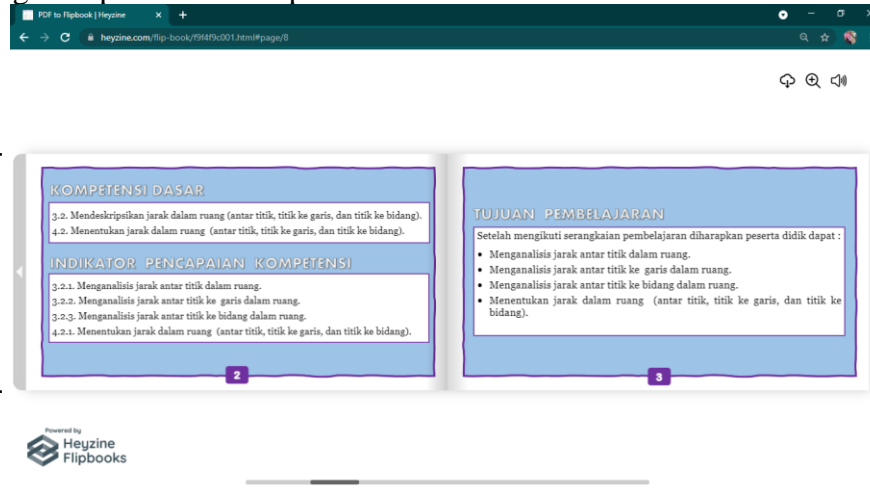 PDF to Flipbook | Heyzine
heyzine.com/flip-book/f9f4f9c001.html#page/8
KOMPETENSI DASAR
3.2. Mendeskripsikan jarak dalam ruang (antar titik, titik ke garis, dan titik ke bidang).
4.2. Menentukan jarak dalam ruang (antar titik, titik ke garis, dan titik ke bidang).
INDIKATOR PENCAPAIAN KOMPETENSI
3.2.1. Menganalisis jarak antar titik dalam ruang.
3.2.2. Menganalisis jarak antar titik ke garis dalam ruang.
3.2.3. Menganalisis jarak antar titik ke bidang dalam ruang.
4.2.1. Menentukan jarak dalam ruang (antar titik, titik ke garis, dan titik ke bidang).
2
TUJUAN PEMBELAJARAN
Setelah mengikuti serangkaian pembelajaran diharapkan peserta didik dapat :
• Menganalisis jarak antar titik dalam ruang.
• Menganalisis jarak antar titik ke garis dalam ruang.
• Menganalisis jarak antar titik ke bidang dalam ruang.
• Menentukan jarak dalam ruang (antar titik, titik ke garis, dan titik ke
bidang).
3
Powered by
Heyzine
Flipbooks